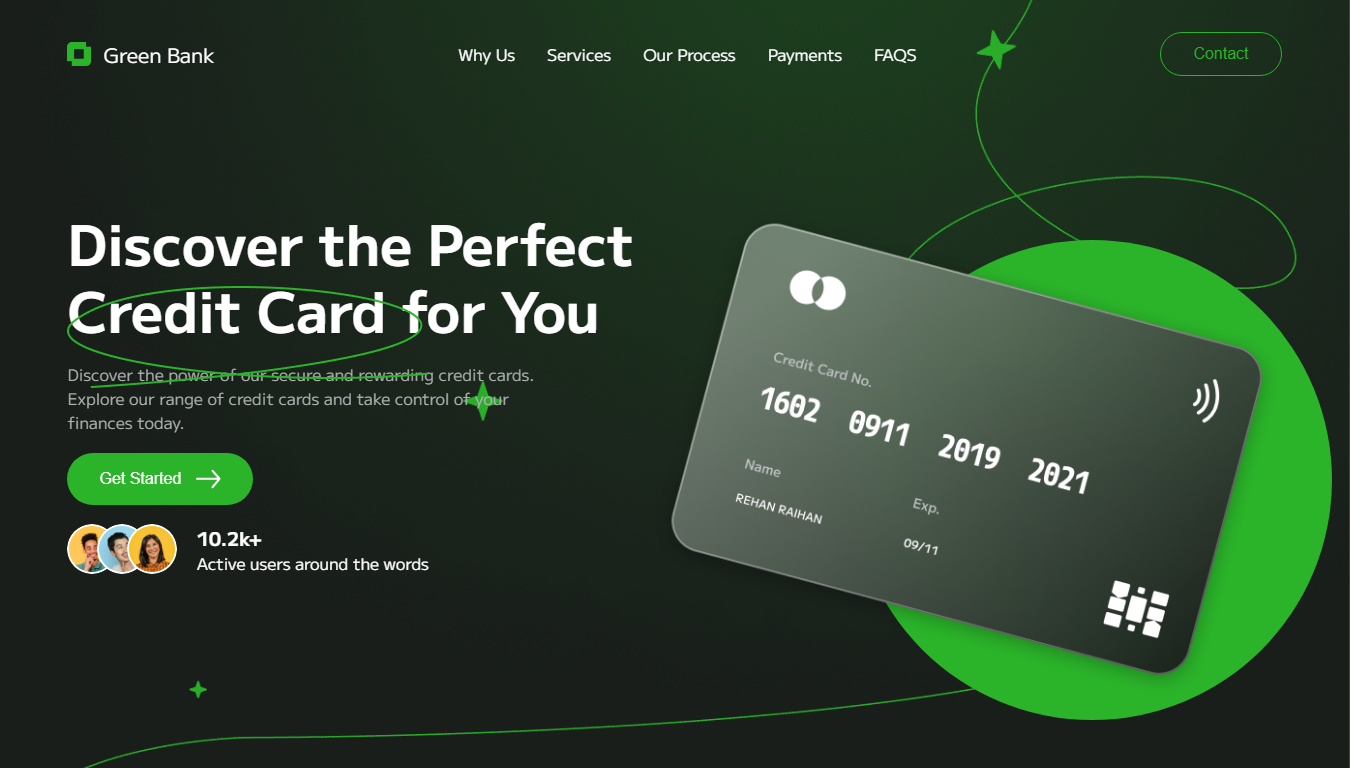 Green Bank
Why Us
Services
Our Process
Payments
FAQS
Contact
Discover the Perfect
Credit Card for You
Discover the power of our secure and rewarding credit cards.
Explore our range of credit cards and take control of your
finances today.
Get Started
10.2k+
Active users around the words
Credit Card No.
1602 0911 2019 2021
Name
Exp.
REHAN RAIHAN
09/11